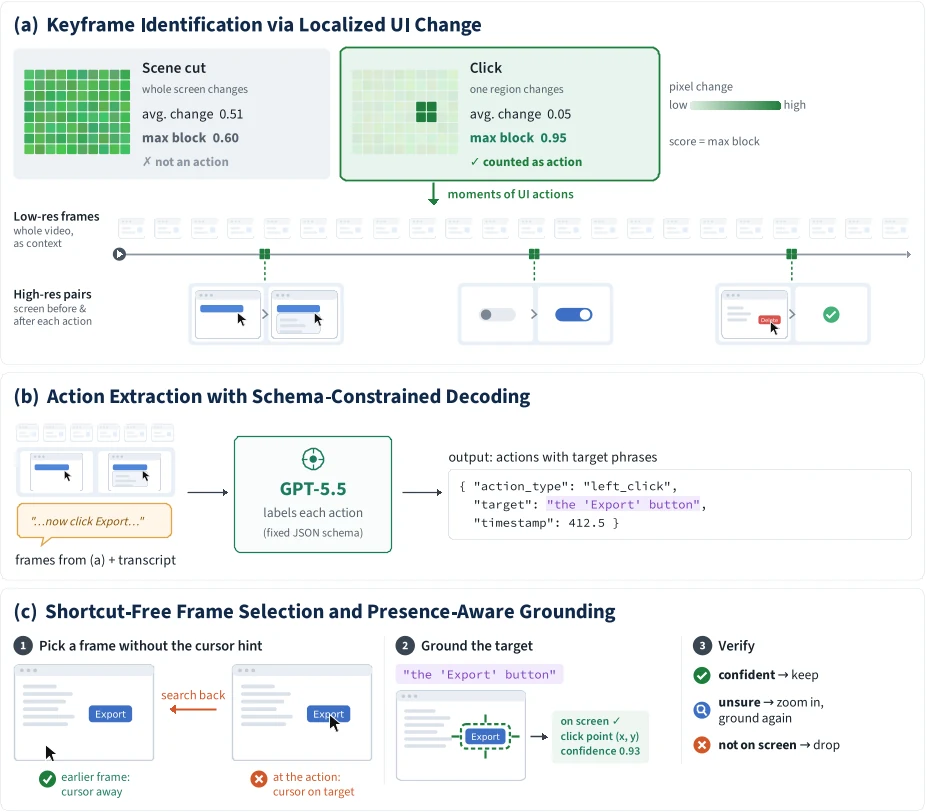 (a) Keyframe Identification via Localized UI Change
Scene cut
whole screen changes
avg. change 0.51
max block 0.60
✗ not an action
Click
one region changes
avg. change 0.05
max block 0.95
✓ counted as action
pixel change
low high
score = max block
moments of UI actions
Low-res frames
whole video,
as context
High-res pairs
screen before &
after each action
Delete
(b) Action Extraction with Schema-Constrained Decoding
"...now click Export..."
frames from (a) + transcript
GPT-5.5
labels each action
(fixed JSON schema)
output: actions with target phrases
{ "action_type": "left_click",
"target": "the 'Export' button",
"timestamp": 412.5 }
(c) Shortcut-Free Frame Selection and Presence-Aware Grounding
1 Pick a frame without the cursor hint
Export
search back
Export
earlier frame:
cursor away
at the action:
cursor on target
2 Ground the target
"the 'Export' button"
Export
on screen ✓
click point (x, y)
confidence 0.93
3 Verify
confident → keep
unsure → zoom in,
ground again
not on screen → drop